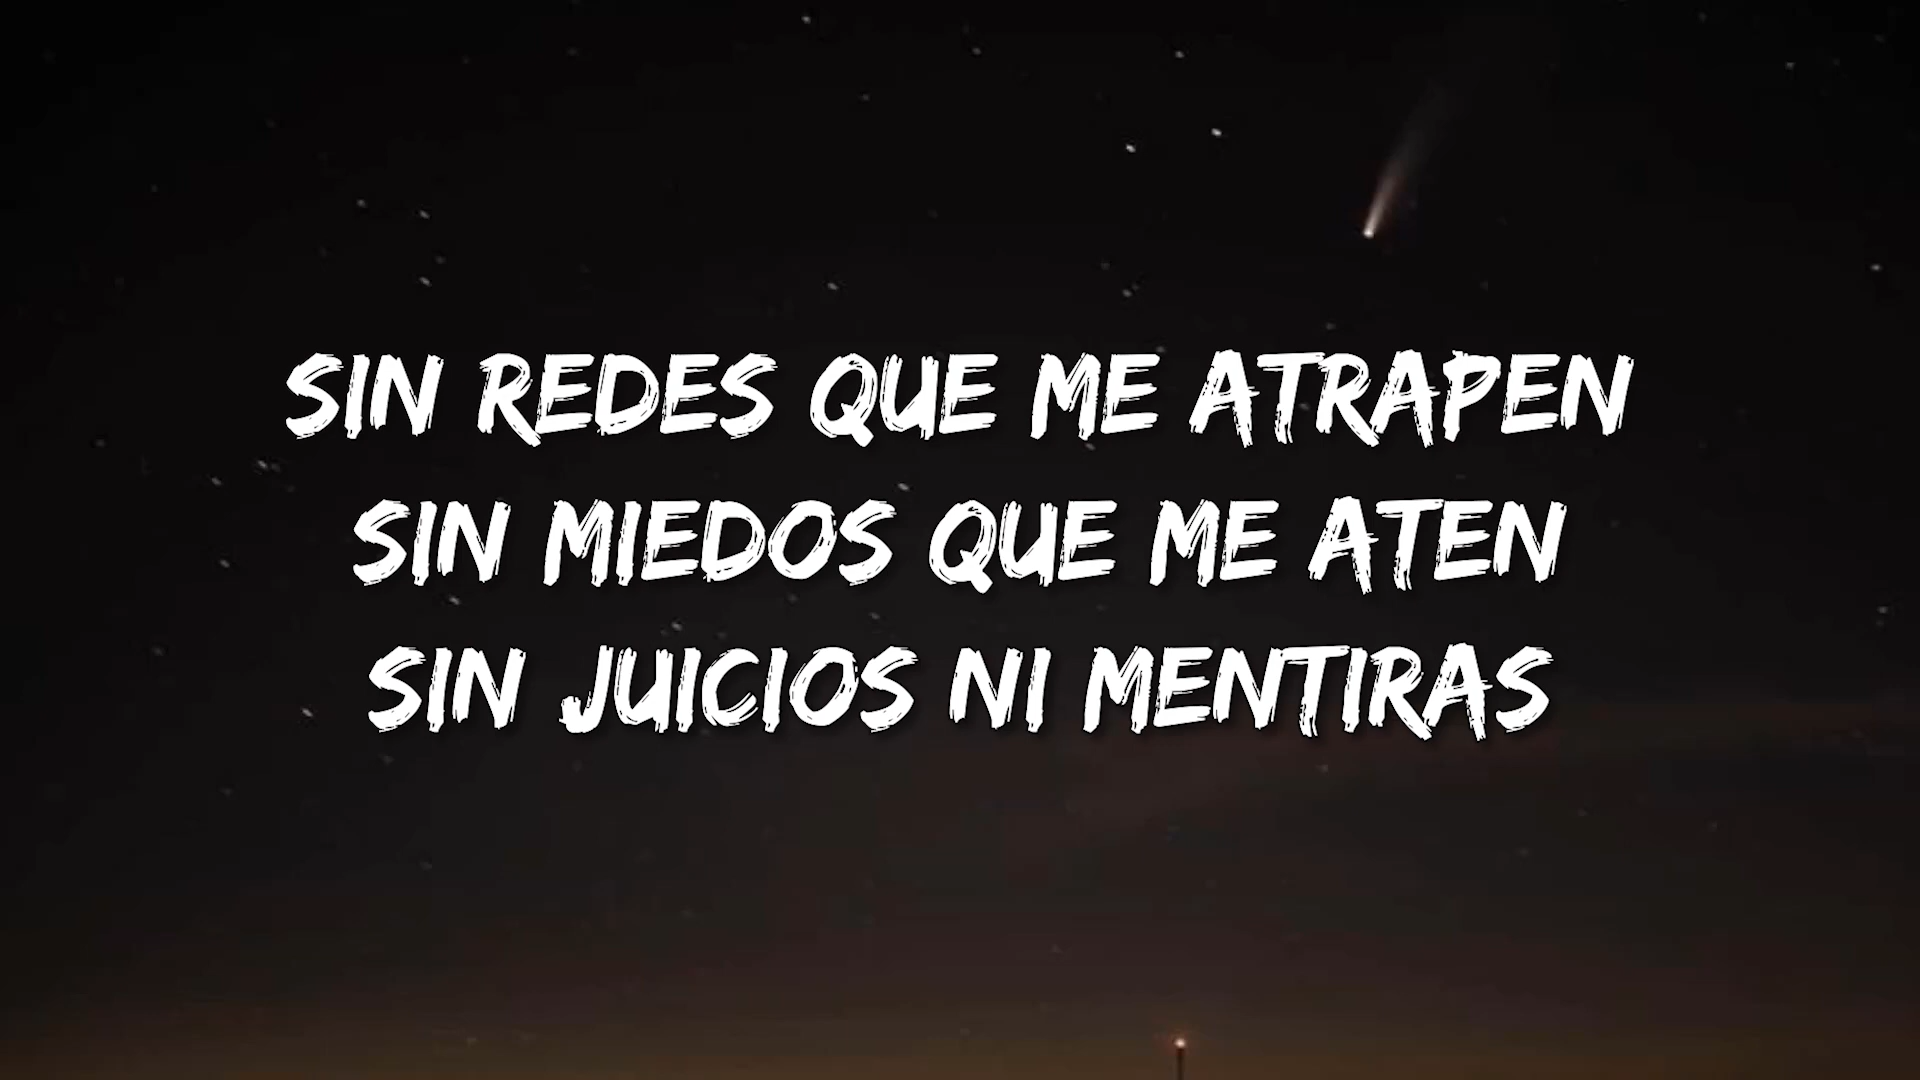 SIN REDES QUE ME ATRAPEN
SIN MIEDOS QUE ME ATEN
SIN JUICIOS NI MENTIRAS